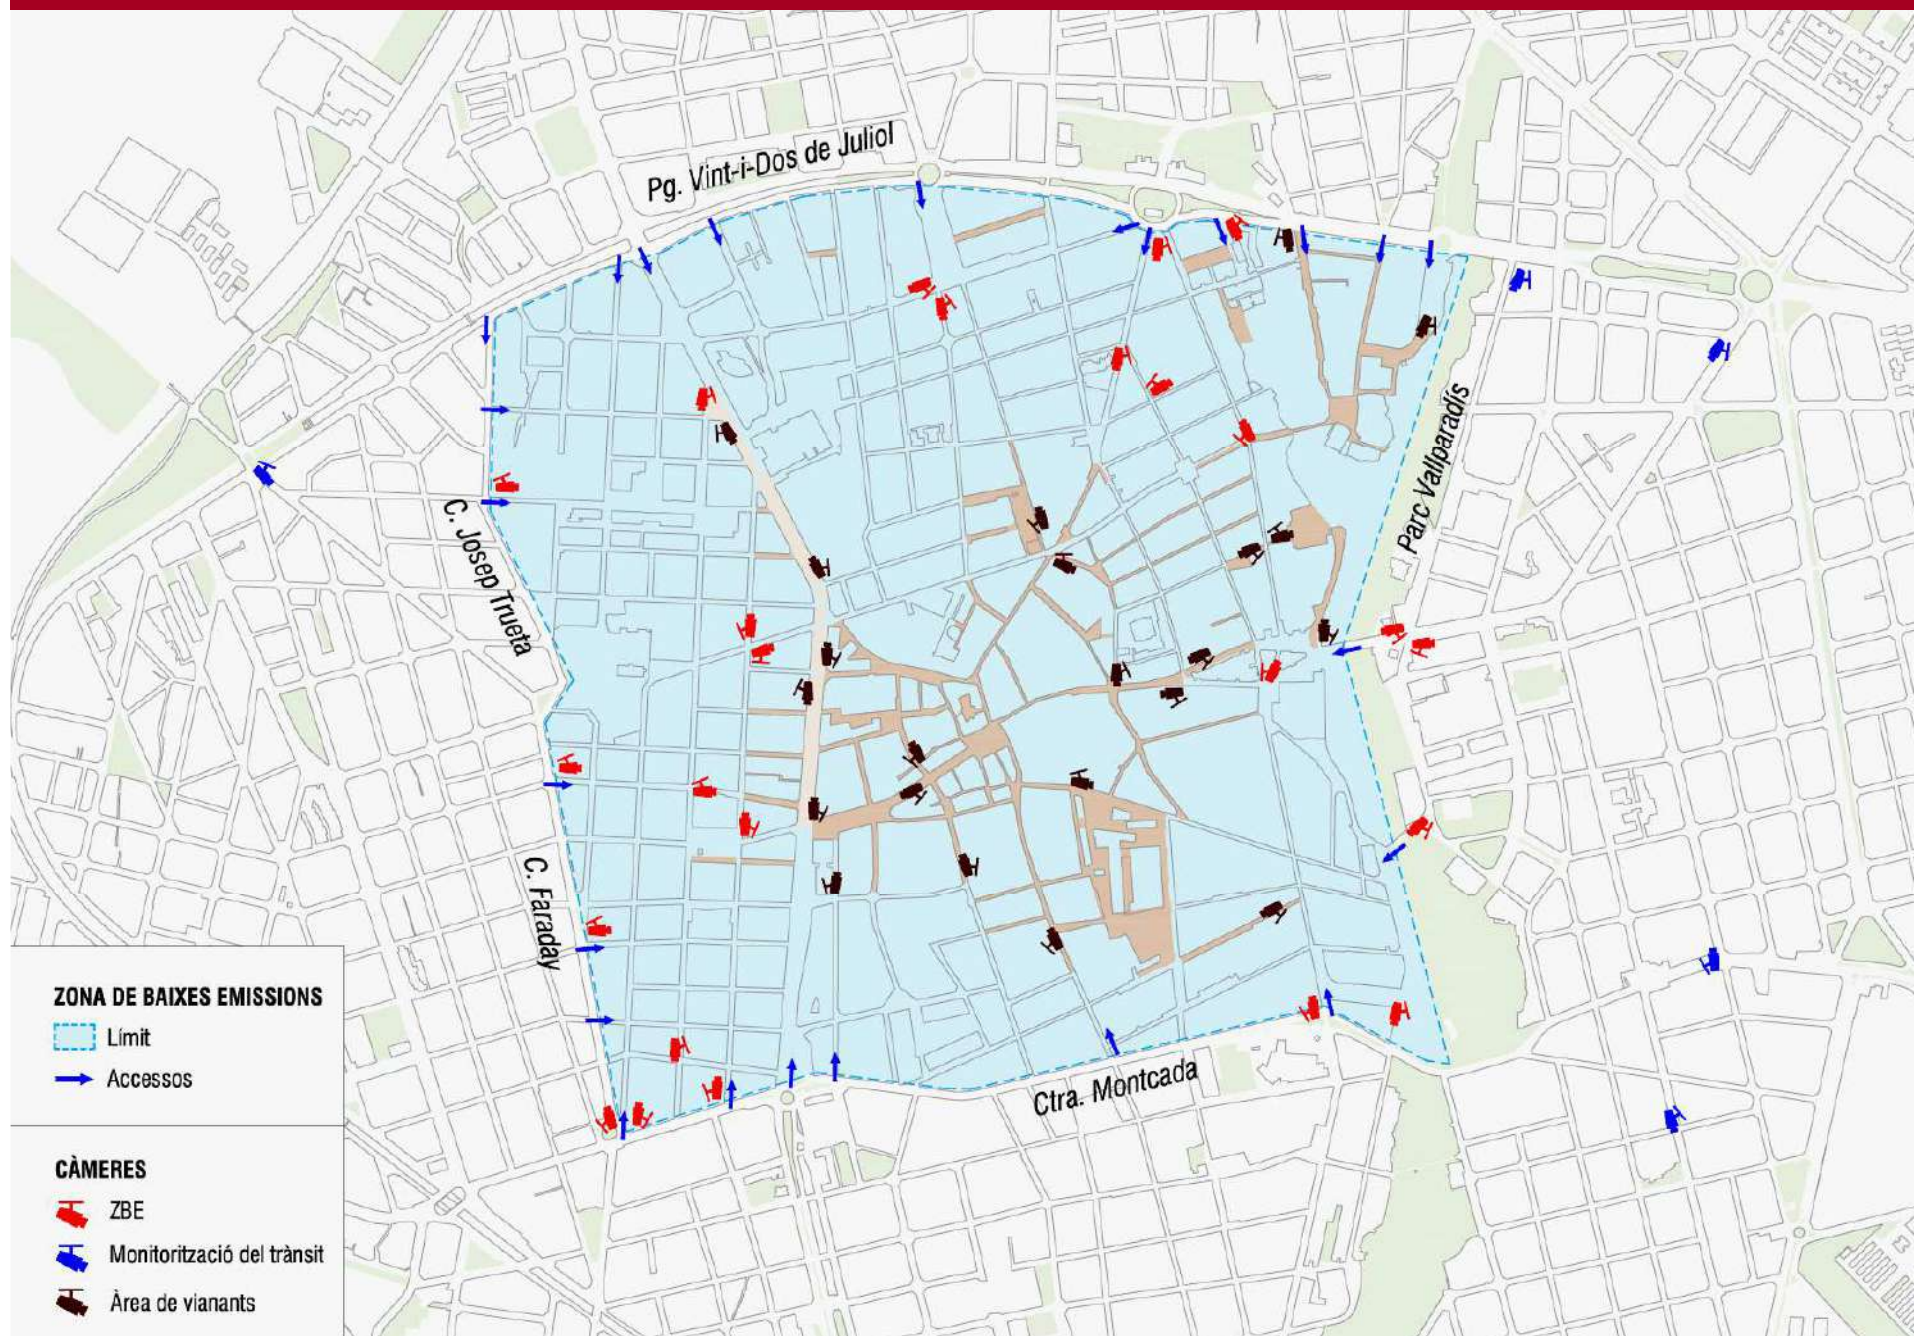 Pg. Vint-i-Dos de Juliol
Parc Vallparadís
C. Josep Trueta
C. Faraday
Ctra. Montcada
ZONA DE BAIXES EMISSIONS
Límit
Accessos
CÀMERES
ZBE
Monitorització del trànsit
Àrea de vianants